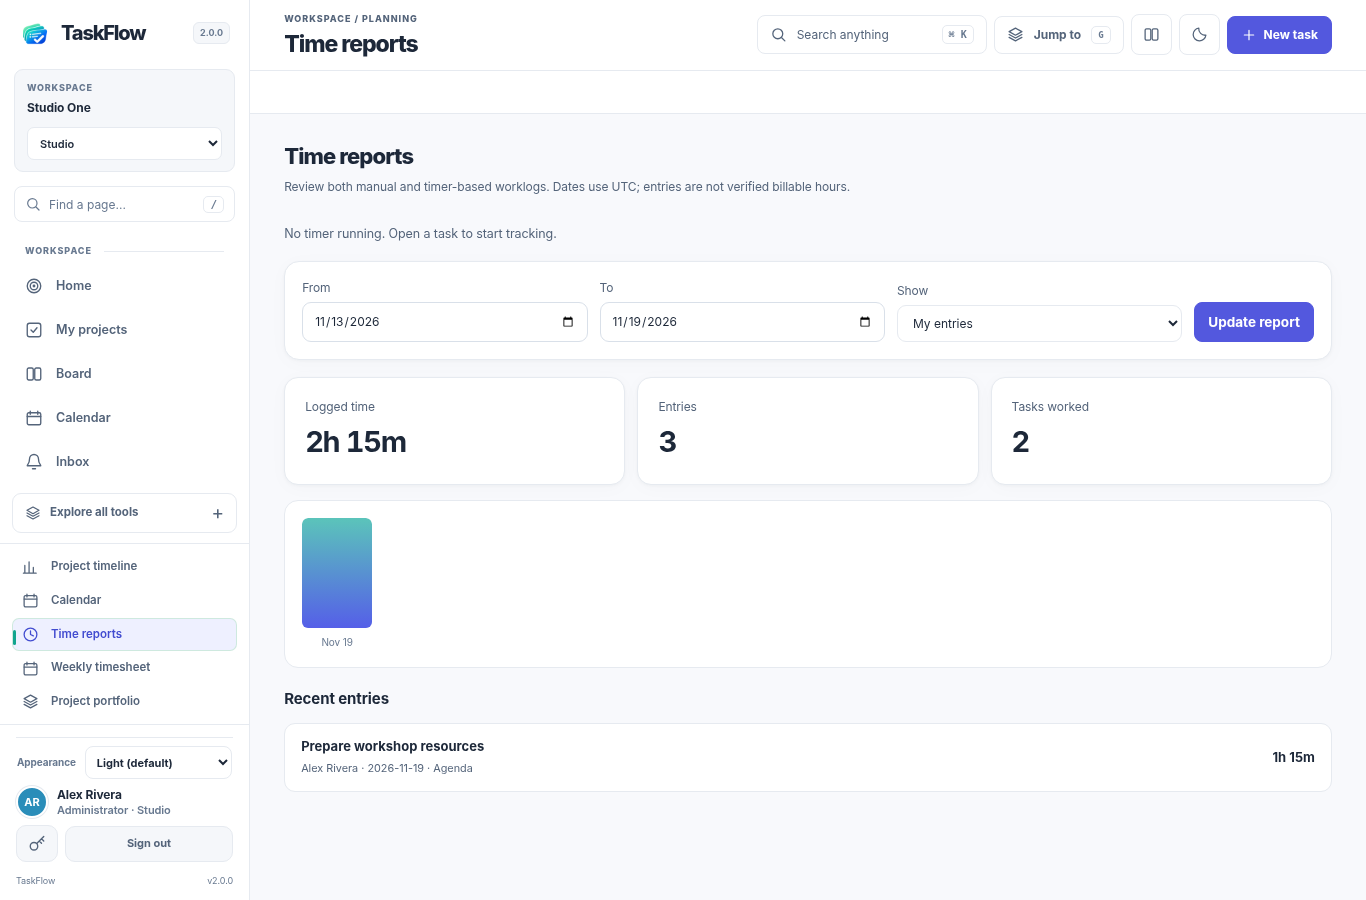 TaskFlow
2.0.0
WORKSPACE
Studio One
Studio
Find a page...
/
WORKSPACE
Home
My projects
Board
Calendar
Inbox
Explore all tools
+
Project timeline
Calendar
Time reports
Weekly timesheet
Project portfolio
Appearance
Light (default)
AR
Alex Rivera
Administrator · Studio
Sign out
TaskFlow
v2.0.0
WORKSPACE / PLANNING
Time reports
Search anything
⌘ K
Jump to
G
+ New task
Time reports
Review both manual and timer-based worklogs. Dates use UTC; entries are not verified billable hours.
No timer running. Open a task to start tracking.
From
11/13/2026
To
11/19/2026
Show
My entries
Update report
Logged time
2h 15m
Entries
3
Tasks worked
2
Nov 19
Recent entries
Prepare workshop resources
Alex Rivera · 2026-11-19 · Agenda
1h 15m